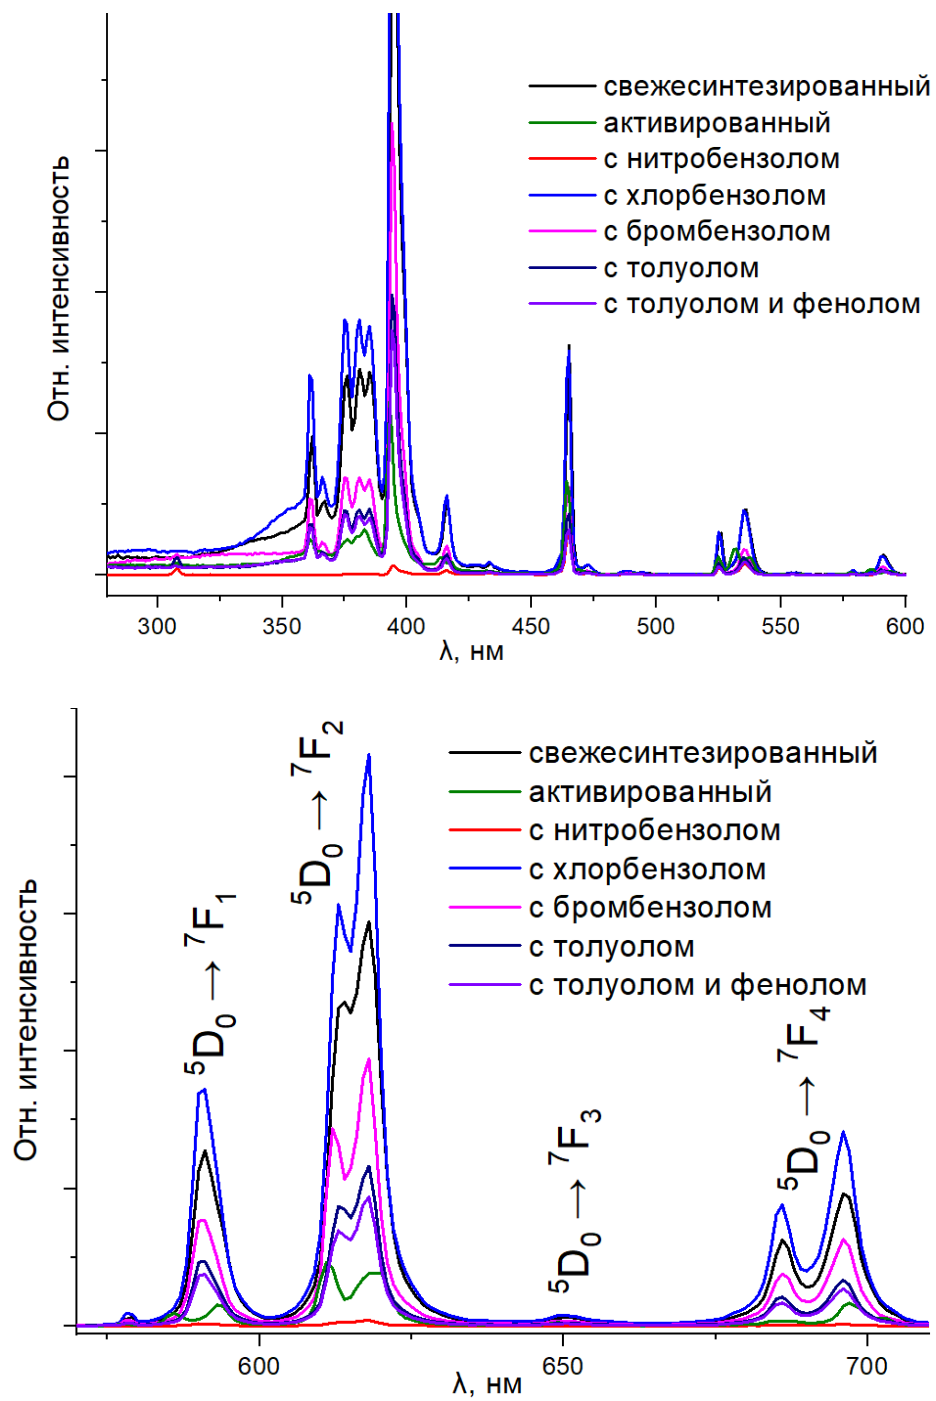 Отн. интенсивность
свежесинтезированный
активированный
с нитробензолом
с хлорбензолом
с бромбензолом
с толуолом
с толуолом и фенолом
300 350 400 450 500 550 600
λ, нм
Отн. интенсивность
⁵D₀ → ⁷F₁
⁵D₀ → ⁷F₂
⁵D₀ → ⁷F₃
⁵D₀ → ⁷F₄
свежесинтезированный
активированный
с нитробензолом
с хлорбензолом
с бромбензолом
с толуолом
с толуолом и фенолом
600 650 700
λ, нм